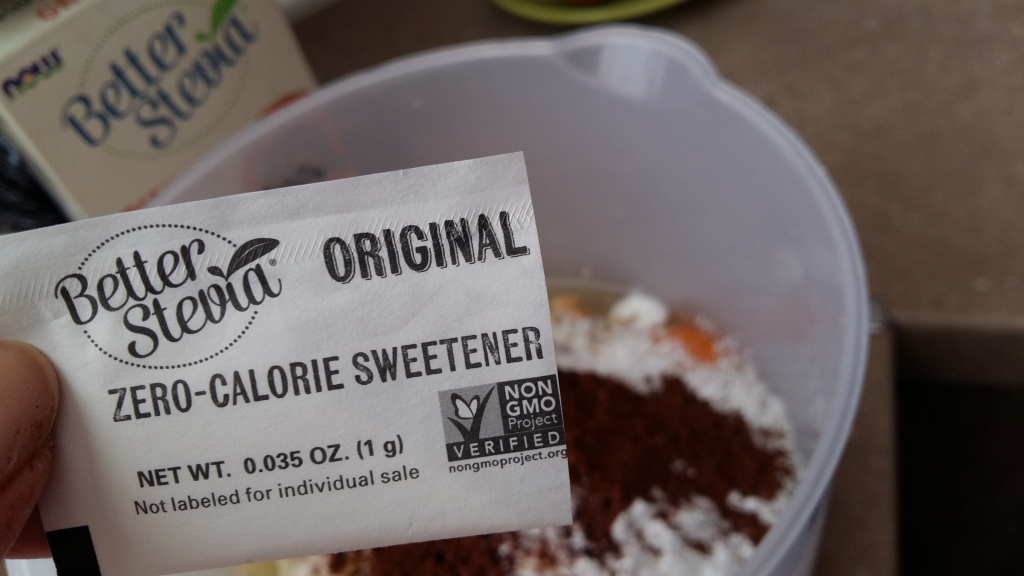 now
Better
Stevia
Better
Stevia®
ORIGINAL
ZERO-CALORIE SWEETENER
NON
GMO
Project
VERIFIED
nongmoproject.org
NET WT. 0.035 OZ. (1 g)
Not labeled for individual sale